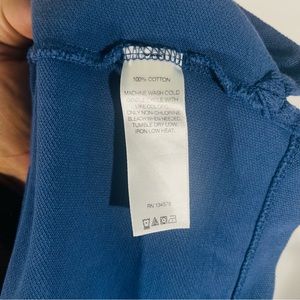 100% COTTON
MACHINE WASH COLD
GENTLE CYCLE WITH
LIKE COLORS.
ONLY NON-CHLORINE
BLEACH WHEN NEEDED.
TUMBLE DRY LOW.
IRON LOW HEAT.